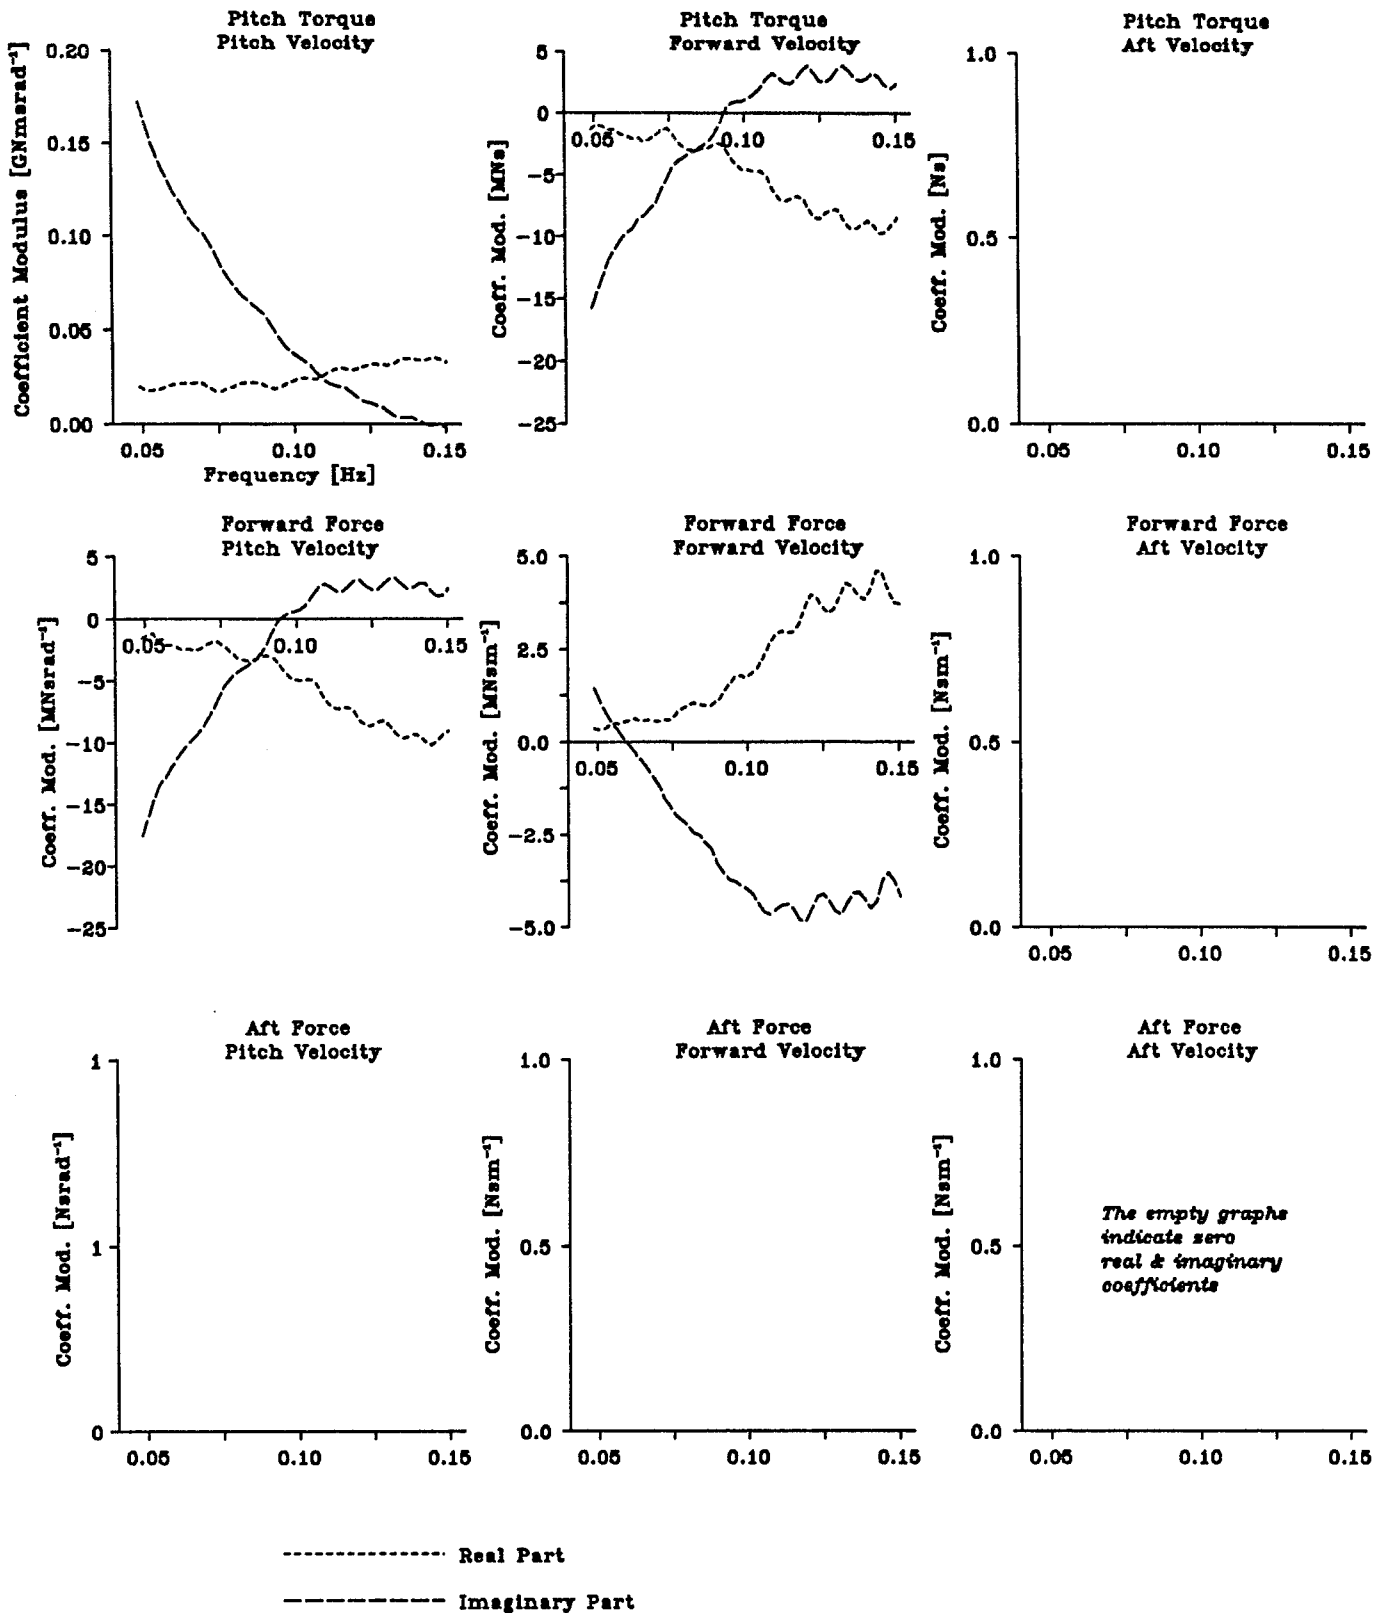 Pitch Torque
Pitch Velocity
Coefficient Modulus [GNmsrad⁻¹]
0.20
0.15
0.10
0.05
0.00
0.05 0.10 0.15
Frequency [Hz]
Pitch Torque
Forward Velocity
Coeff. Mod. [MNs]
5
0
−5
−10
−15
−20
−25
0.05 0.10 0.15
Pitch Torque
Aft Velocity
Coeff. Mod. [Ns]
1.0
0.5
0.0
0.05 0.10 0.15
Forward Force
Pitch Velocity
Coeff. Mod. [MNsrad⁻¹]
5
0
−5
−10
−15
−20
−25
0.05 0.10 0.15
Forward Force
Forward Velocity
Coeff. Mod. [MNsm⁻¹]
5.0
2.5
0.0
−2.5
−5.0
0.05 0.10 0.15
Forward Force
Aft Velocity
Coeff. Mod. [Nsm⁻¹]
1.0
0.5
0.0
0.05 0.10 0.15
Aft Force
Pitch Velocity
Coeff. Mod. [Nsrad⁻¹]
1
1
0
0.05 0.10 0.15
Aft Force
Forward Velocity
Coeff. Mod. [Nsm⁻¹]
1.0
0.5
0.0
0.05 0.10 0.15
Aft Force
Aft Velocity
Coeff. Mod. [Nsm⁻¹]
1.0
0.5
0.0
0.05 0.10 0.15
The empty graphs
indicate zero
real & imaginary
coefficients
Real Part
Imaginary Part